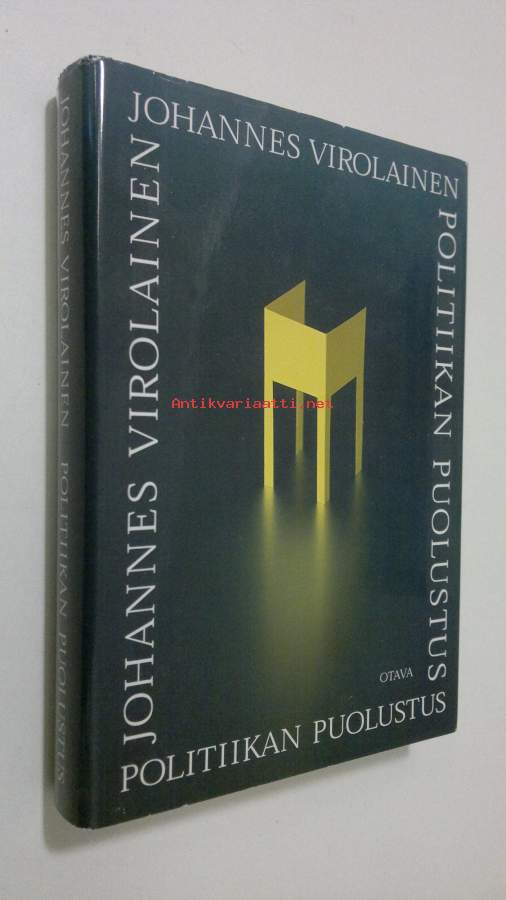 JOHANNES VIROLAINEN POLITIIKAN PUOLUSTUS
JOHANNES VIROLAINEN
JOHANNES VIROLAINEN
POLITIIKAN PUOLUSTUS
Antikvariaatti.net
OTAVA
POLITIIKAN PUOLUSTUS